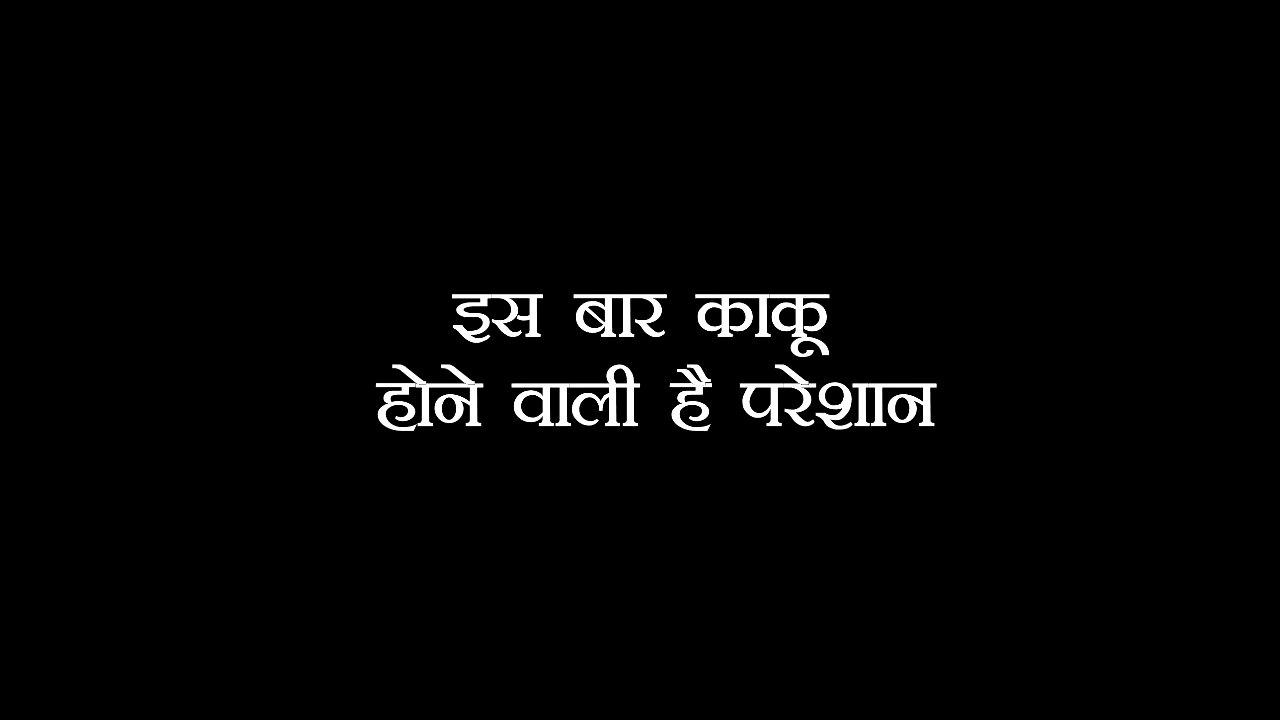 इस बार काकू
होने वाली है परेशान